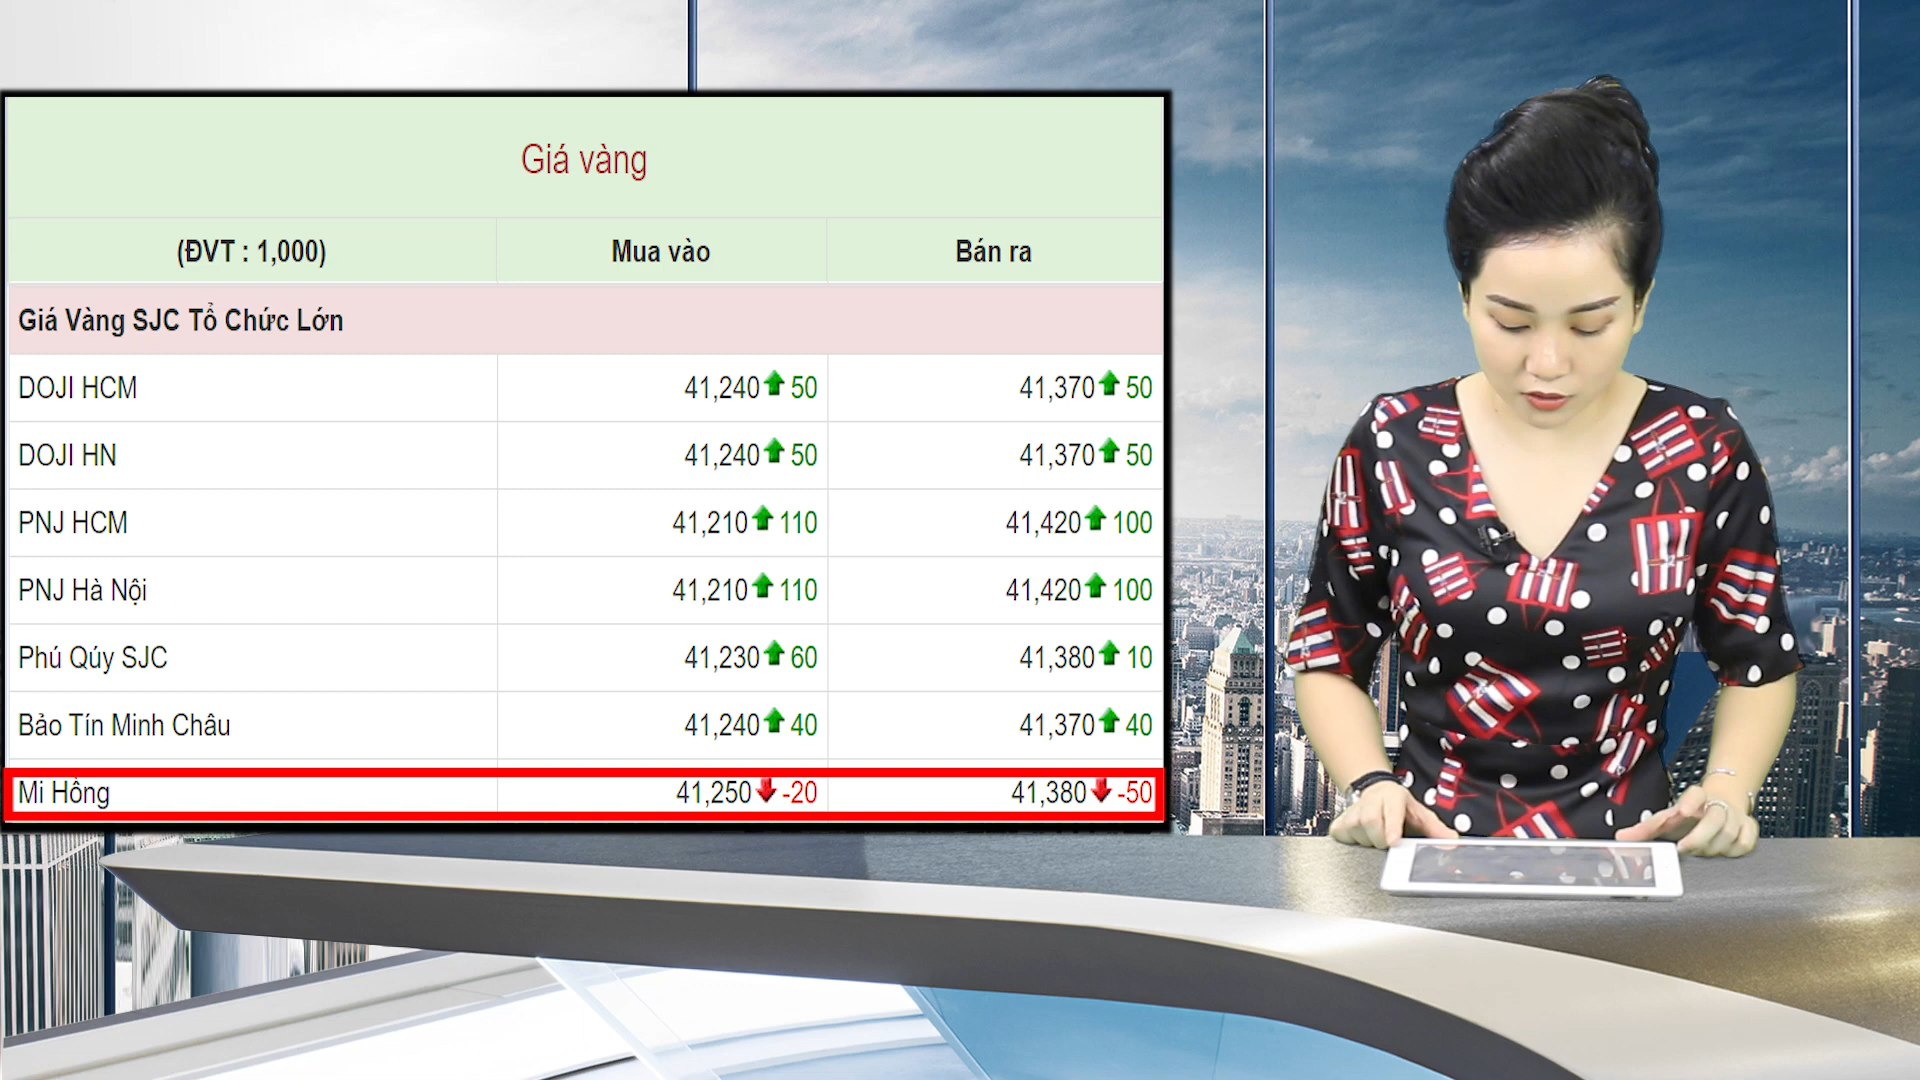 Giá vàng
(ĐVT : 1,000) Mua vào Bán ra
Giá Vàng SJC Tổ Chức Lớn
DOJI HCM 41,240 50 41,370 50
DOJI HN 41,240 50 41,370 50
PNJ HCM 41,210 110 41,420 100
PNJ Hà Nội 41,210 110 41,420 100
Phú Qúy SJC 41,230 60 41,380 10
Bảo Tín Minh Châu 41,240 40 41,370 40
Mi Hồng 41,250 -20 41,380 -50